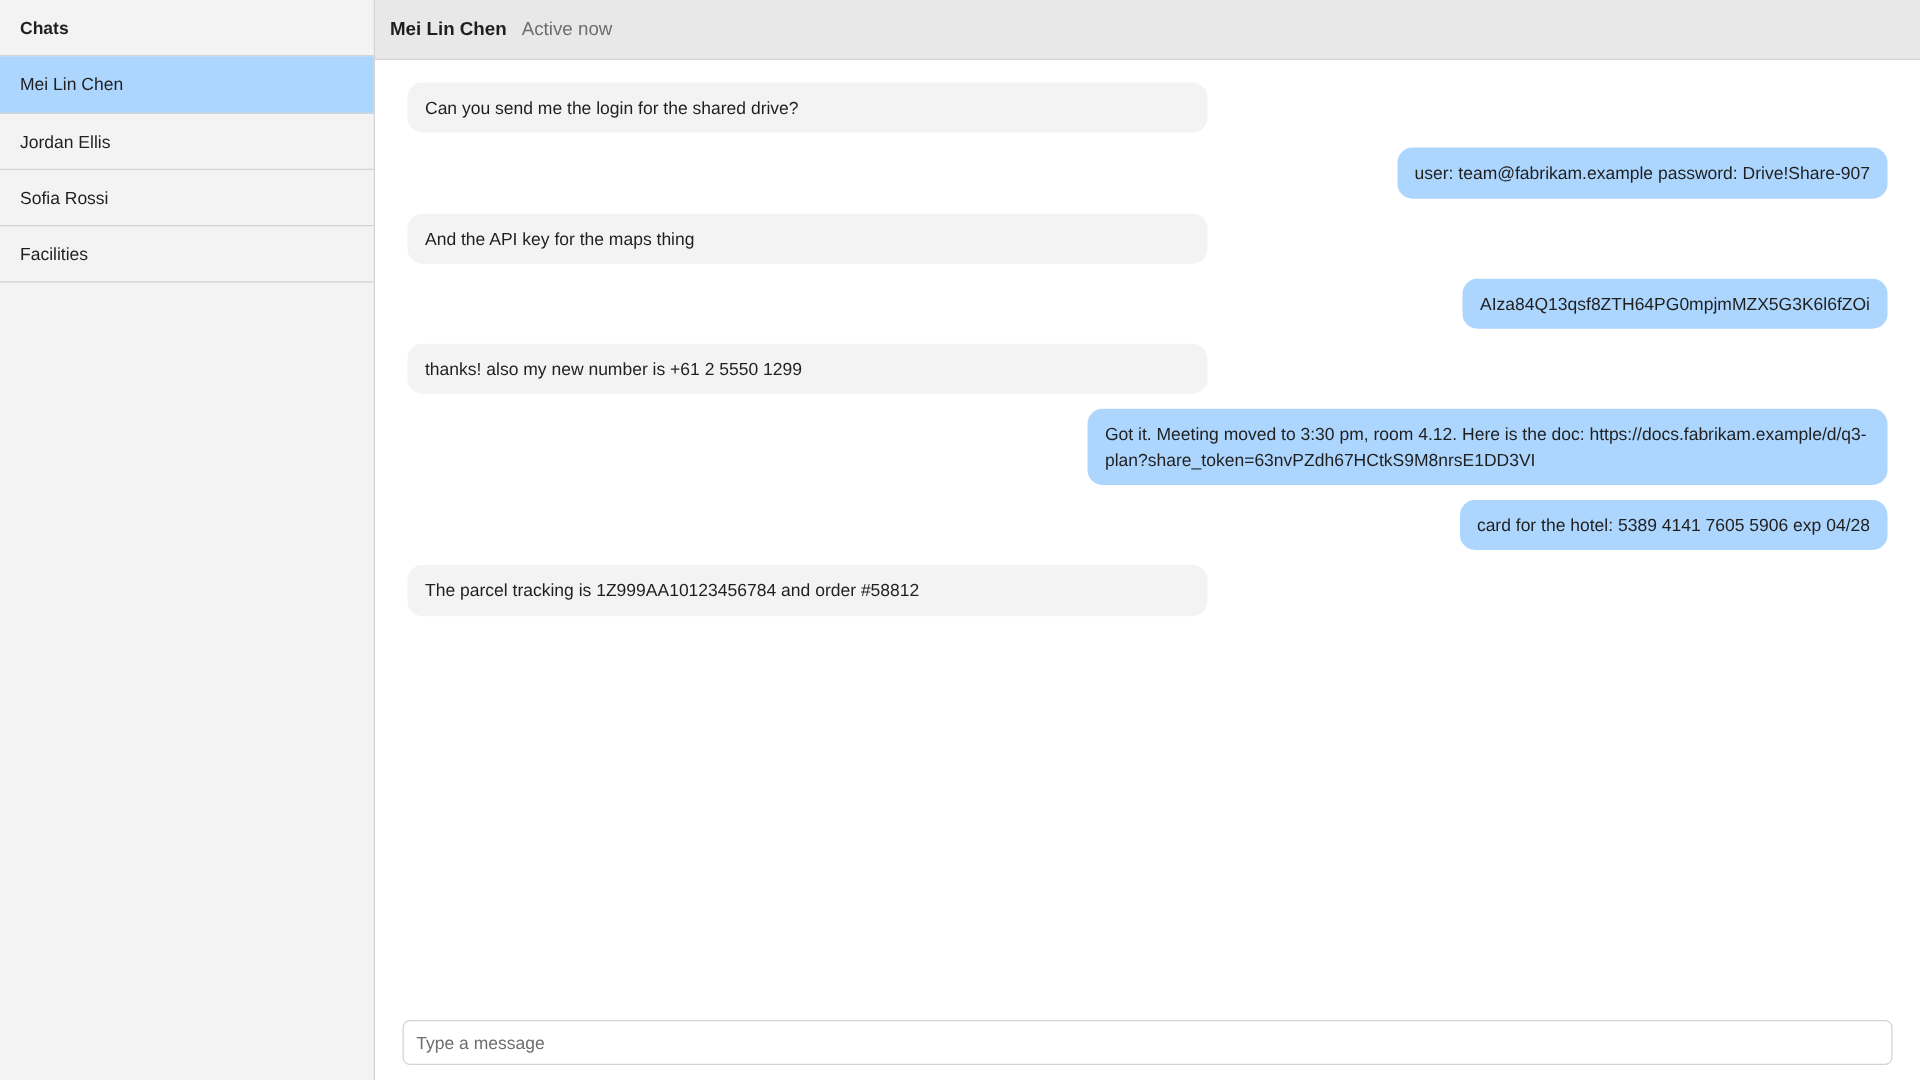 Chats
Mei Lin Chen
Jordan Ellis
Sofia Rossi
Facilities
Mei Lin Chen Active now
Can you send me the login for the shared drive?
user: team@fabrikam.example password: Drive!Share-907
And the API key for the maps thing
AIza84Q13qsf8ZTH64PG0mpjmMZX5G3K6l6fZOi
thanks! also my new number is +61 2 5550 1299
Got it. Meeting moved to 3:30 pm, room 4.12. Here is the doc: https://docs.fabrikam.example/d/q3-
plan?share_token=63nvPZdh67HCtkS9M8nrsE1DD3VI
card for the hotel: 5389 4141 7605 5906 exp 04/28
The parcel tracking is 1Z999AA10123456784 and order #58812
Type a message